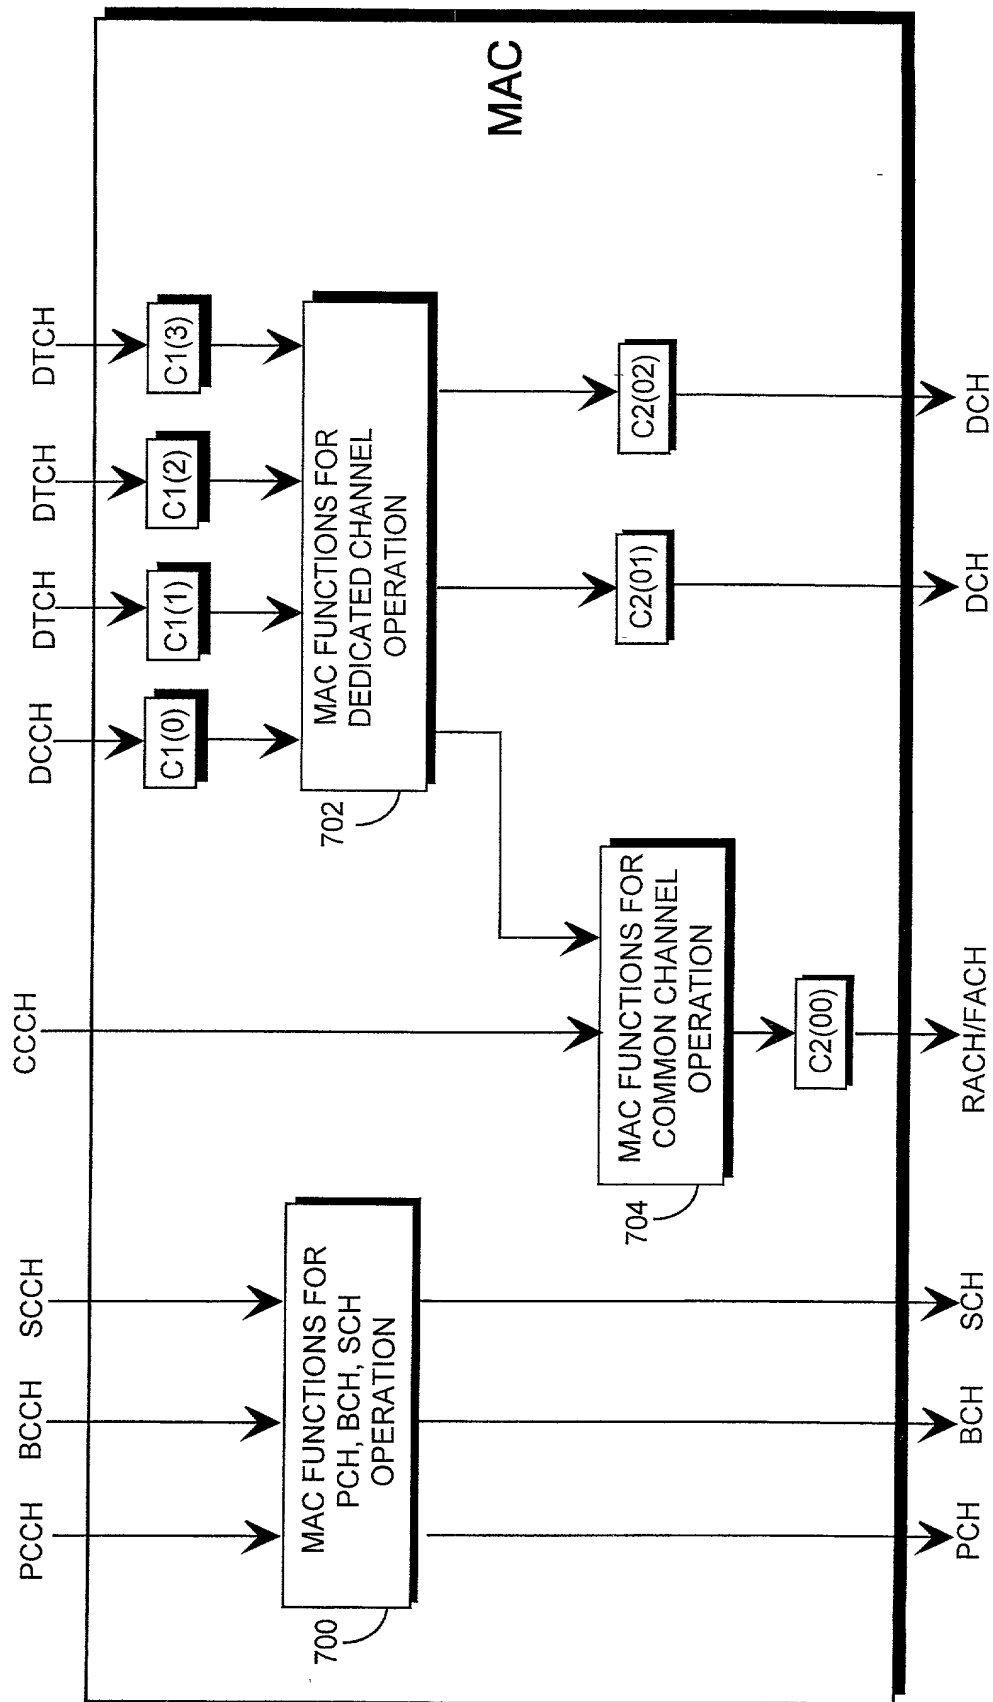 PCCH BCCH SCCH CCCH DCCH DTCH DTCH DTCH
C1(0) C1(1) C1(2) C1(3)
MAC FUNCTIONS FOR
PCH, BCH, SCH
OPERATION
700
MAC FUNCTIONS FOR
DEDICATED CHANNEL
OPERATION
702
MAC
MAC FUNCTIONS FOR
COMMON CHANNEL
OPERATION
704
C2(01) C2(02)
C2(00)
PCH BCH SCH RACH/FACH DCH DCH